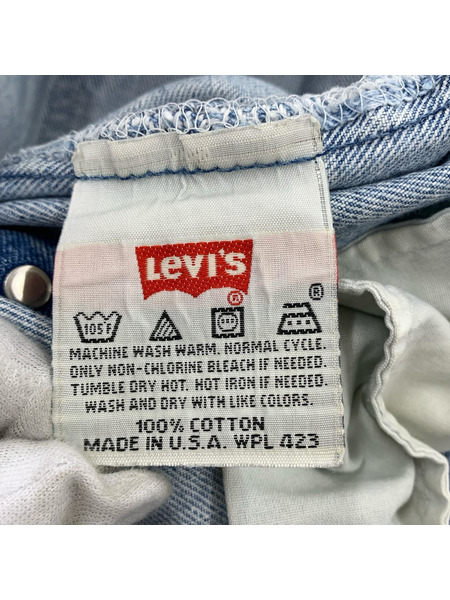 LEVI'S
®
105F ®
MACHINE WASH WARM. NORMAL CYCLE.
ONLY NON-CHLORINE BLEACH IF NEEDED.
TUMBLE DRY HOT. HOT IRON IF NEEDED.
WASH AND DRY WITH LIKE COLORS.
100% COTTON
MADE IN U.S.A. WPL 423